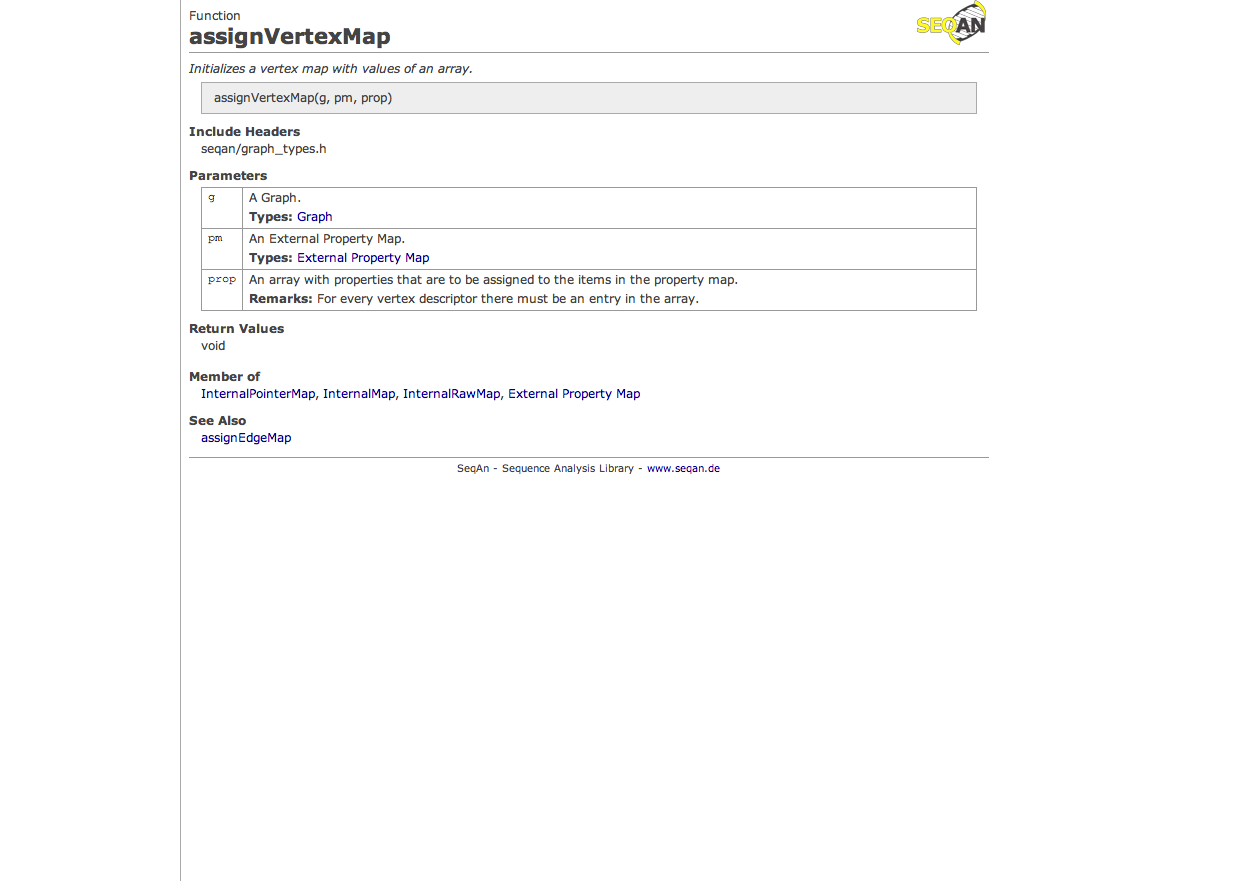 Function
SEQAN
assignVertexMap
Initializes a vertex map with values of an array.
assignVertexMap(g, pm, prop)
Include Headers
seqan/graph_types.h
Parameters
g A Graph.
Types: Graph
pm An External Property Map.
Types: External Property Map
prop An array with properties that are to be assigned to the items in the property map.
Remarks: For every vertex descriptor there must be an entry in the array.
Return Values
void
Member of
InternalPointerMap, InternalMap, InternalRawMap, External Property Map
See Also
assignEdgeMap
SeqAn - Sequence Analysis Library - www.seqan.de